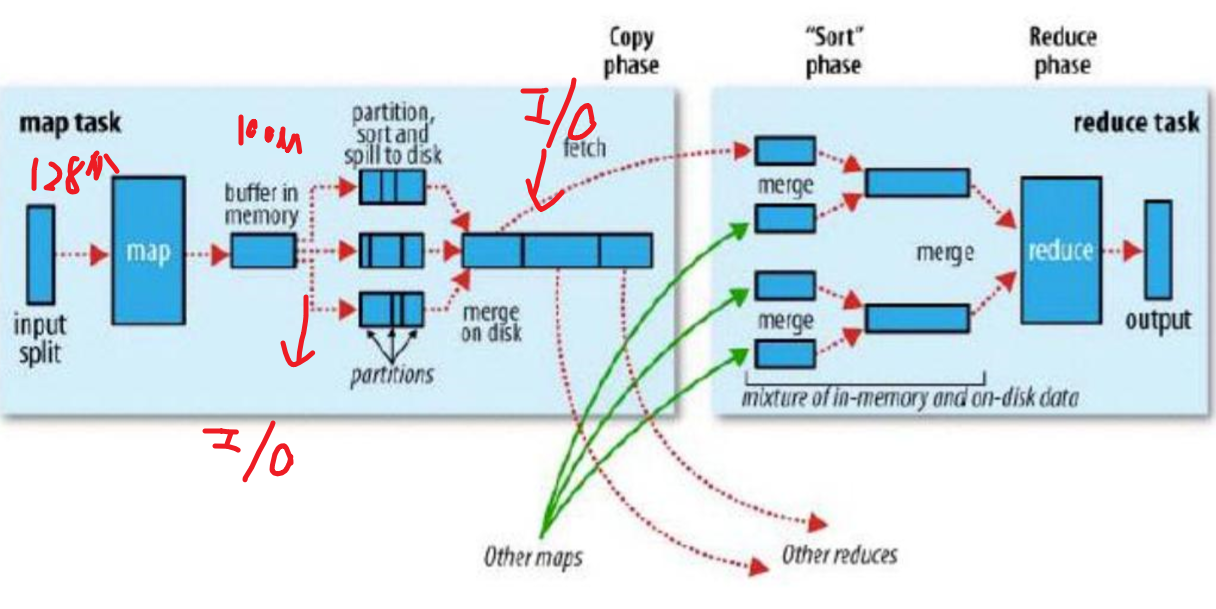 Copy
phase
"Sort"
phase
Reduce
phase
map task
128M
100M
partition,
sort and
spill to disk
I/O
fetch
reduce task
buffer in
memory
merge
map
merge
reduce
input
split
merge
on disk
merge
output
partitions
mixture of in-memory and on-disk data
I/O
Other maps
Other reduces